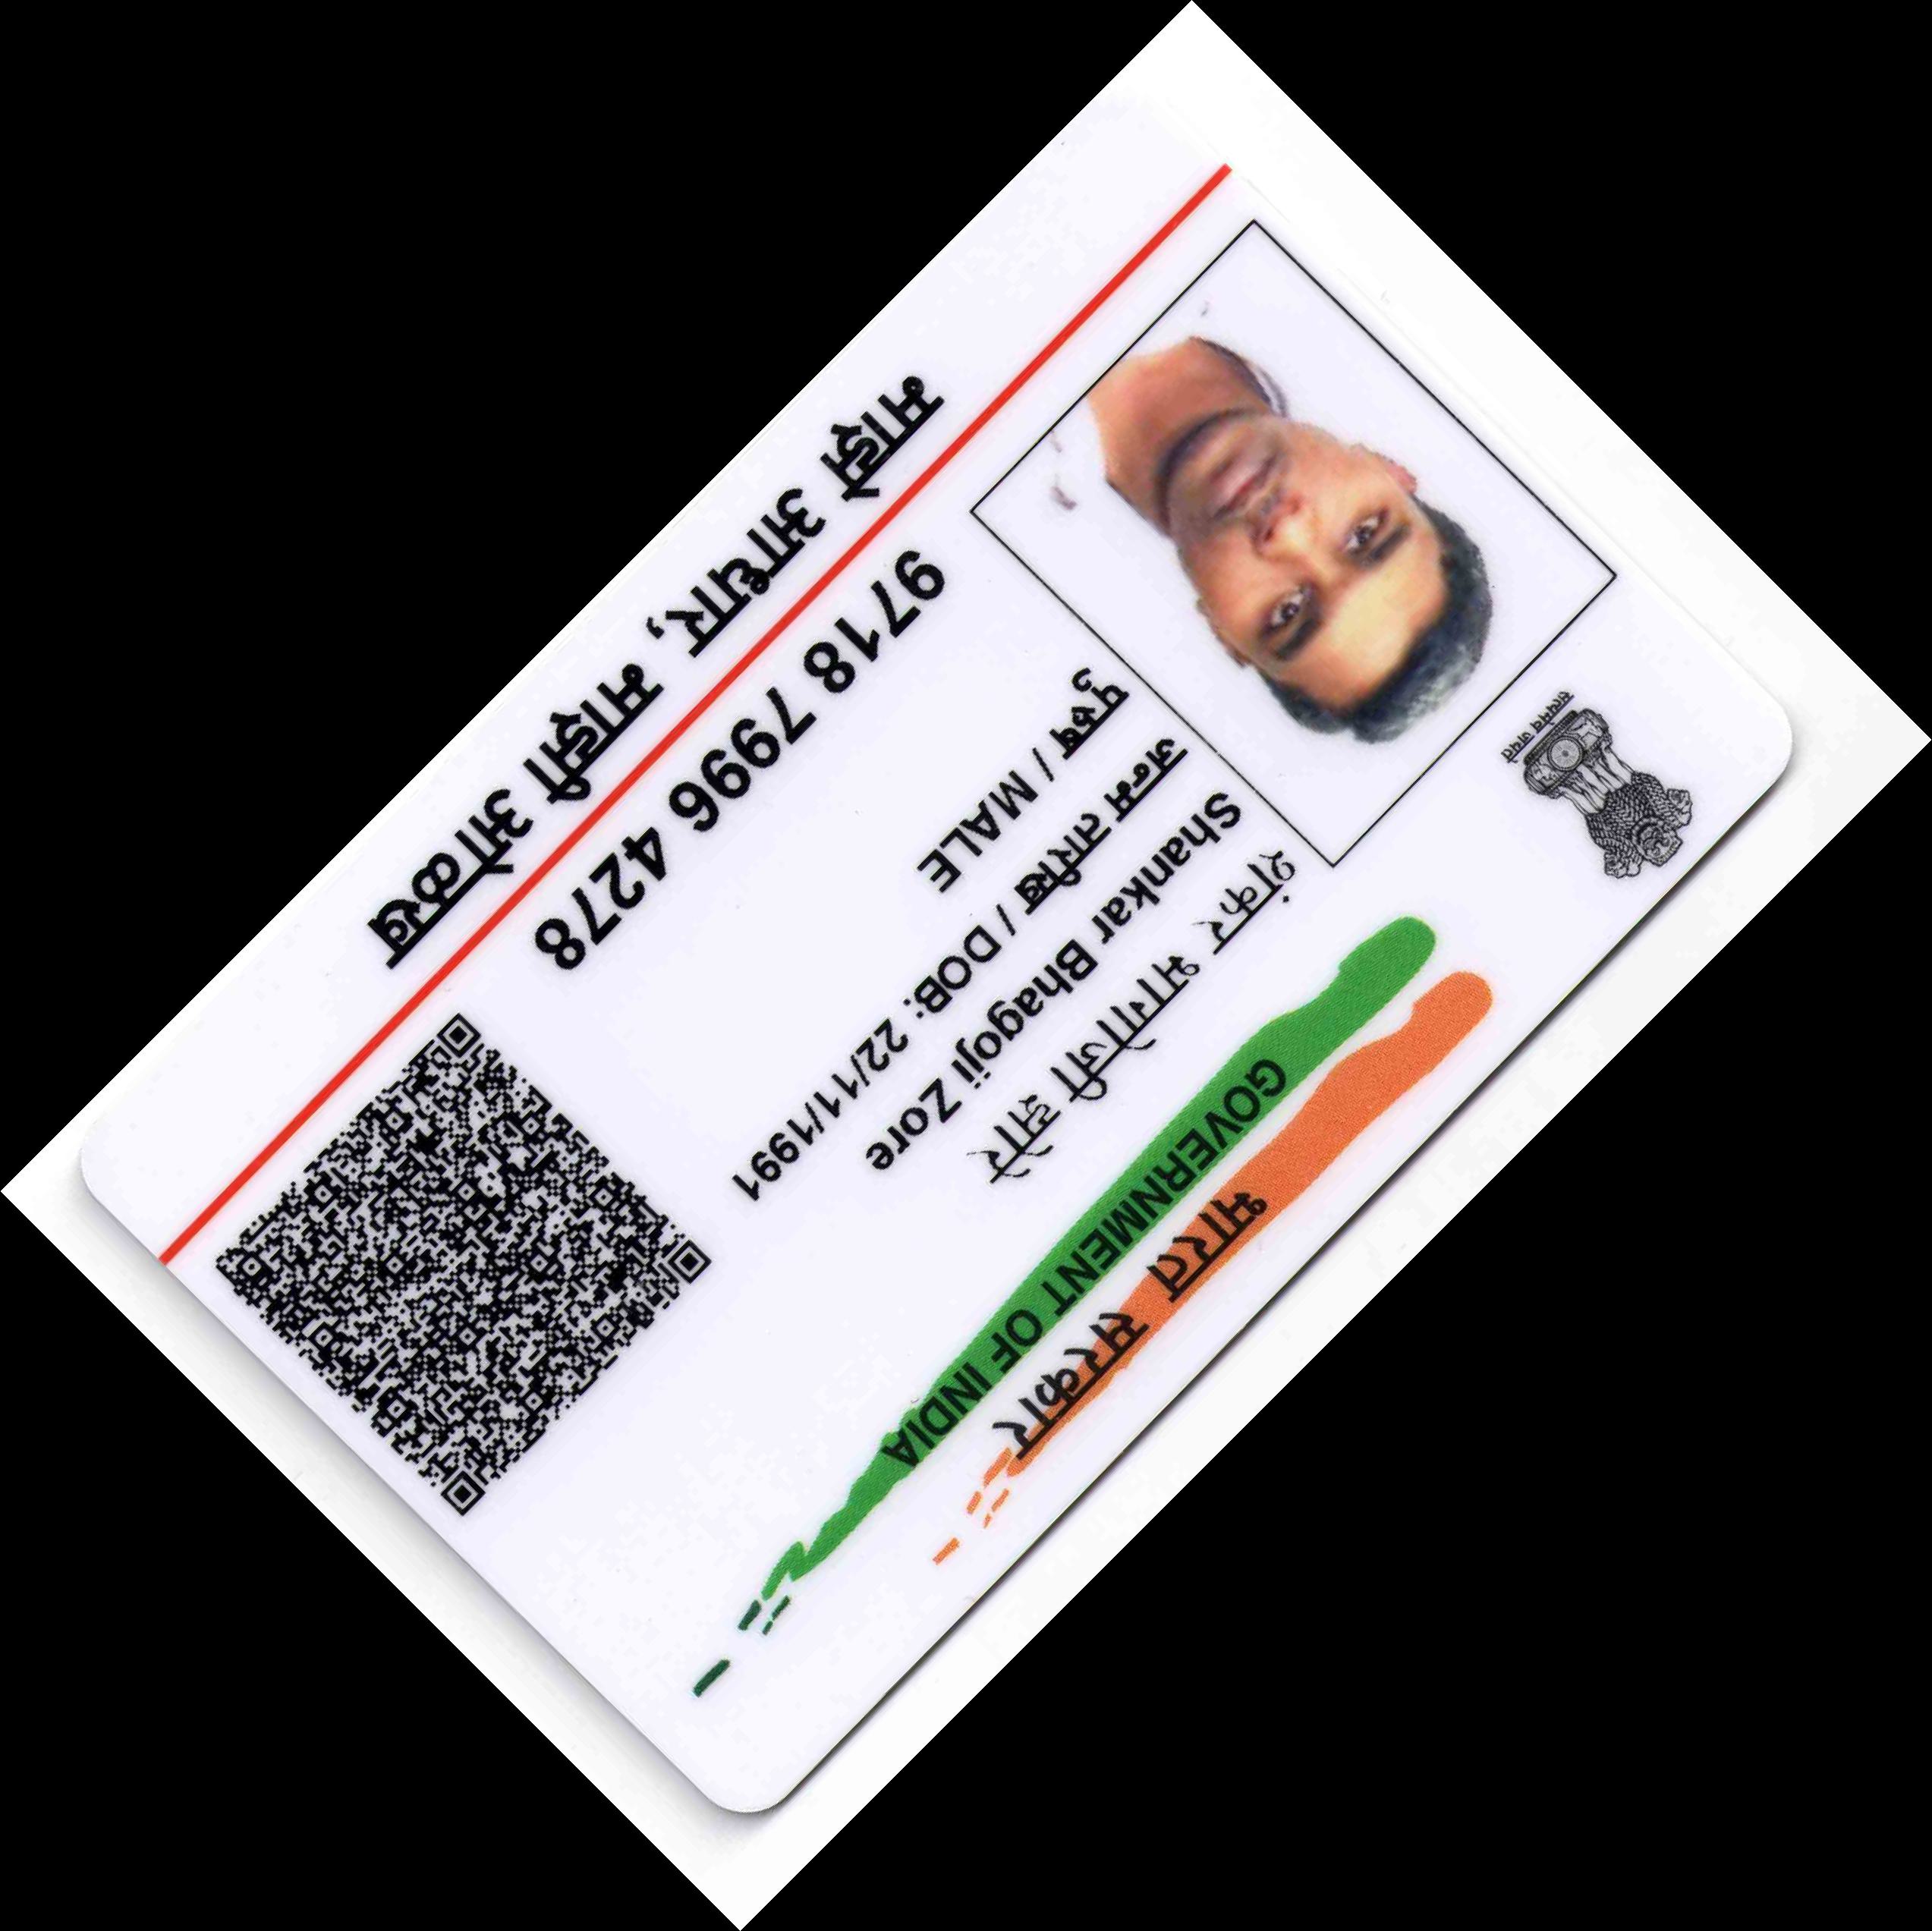 भारत सरकार
GOVERNMENT OF INDIA
सत्यमेव जयते
शंकर भागोजी झोरे
Shankar Bhagoji Zore
जन्म तारीख / DOB: 22/11/1991
पुरुष / MALE
9718 7996 4278
माझे आधार, माझी ओळख